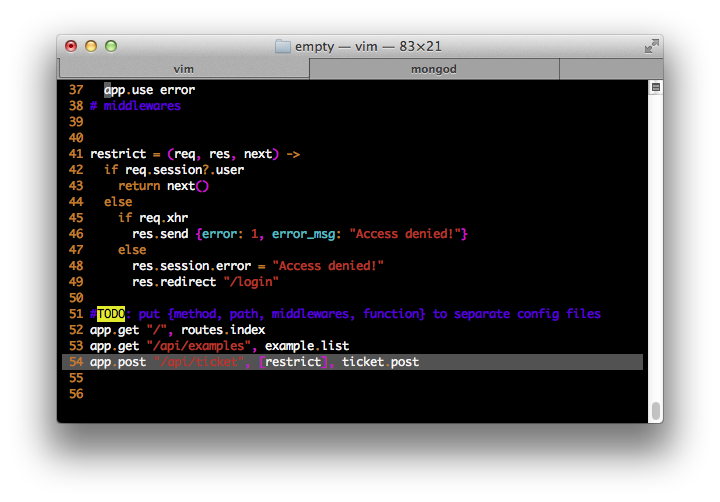 empty — vim — 83×21
vim mongod
37   app.use error
38 # middlewares
39
40
41 restrict = (req, res, next) ->
42   if req.session?.user
43     return next()
44   else
45     if req.xhr
46       res.send {error: 1, error_msg: "Access denied!"}
47     else
48       res.session.error = "Access denied!"
49       res.redirect "/login"
50
51 #TODO: put {method, path, middlewares, function} to separate config files
52 app.get "/", routes.index
53 app.get "/api/examples", example.list
54 app.post "/api/ticket", [restrict], ticket.post
55
56